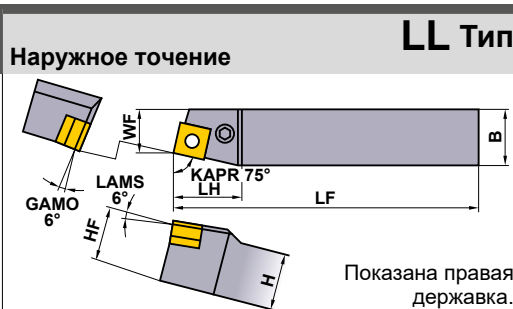 LL Тип
Наружное точение
WF
B
KAPR 75°
LH
LF
LAMS
6°
GAMO
6°
HF
H
Показана правая
державка.